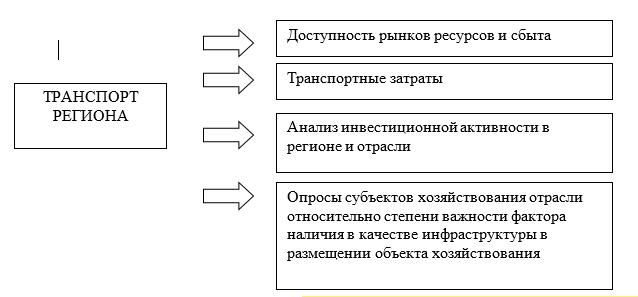 ТРАНСПОРТ
РЕГИОНА
Доступность рынков ресурсов и сбыта
Транспортные затраты
Анализ инвестиционной активности в
регионе и отрасли
Опросы субъектов хозяйствования отрасли
относительно степени важности фактора
наличия в качестве инфраструктуры в
размещении объекта хозяйствования